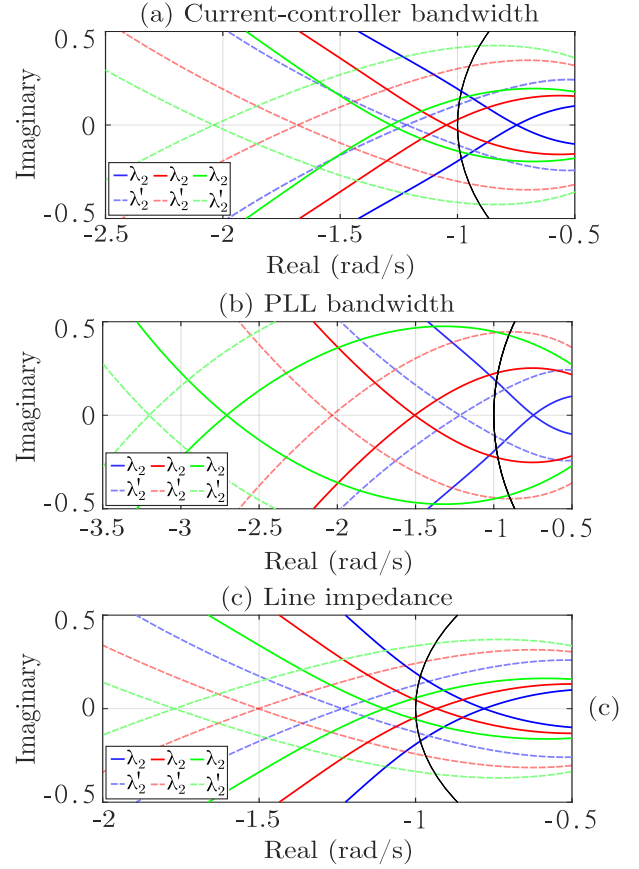 (a) Current-controller bandwidth
0.5
0
-0.5
Imaginary
λ2 λ2 λ2
λ'2 λ'2 λ'2
-2.5 -2 -1.5 -1 -0.5
Real (rad/s)
(b) PLL bandwidth
0.5
0
-0.5
Imaginary
λ2 λ2 λ2
λ'2 λ'2 λ'2
-3.5 -3 -2.5 -2 -1.5 -1 -0.5
Real (rad/s)
(c) Line impedance
0.5
0
-0.5
Imaginary
(c)
λ2 λ2 λ2
λ'2 λ'2 λ'2
-2 -1.5 -1 -0.5
Real (rad/s)